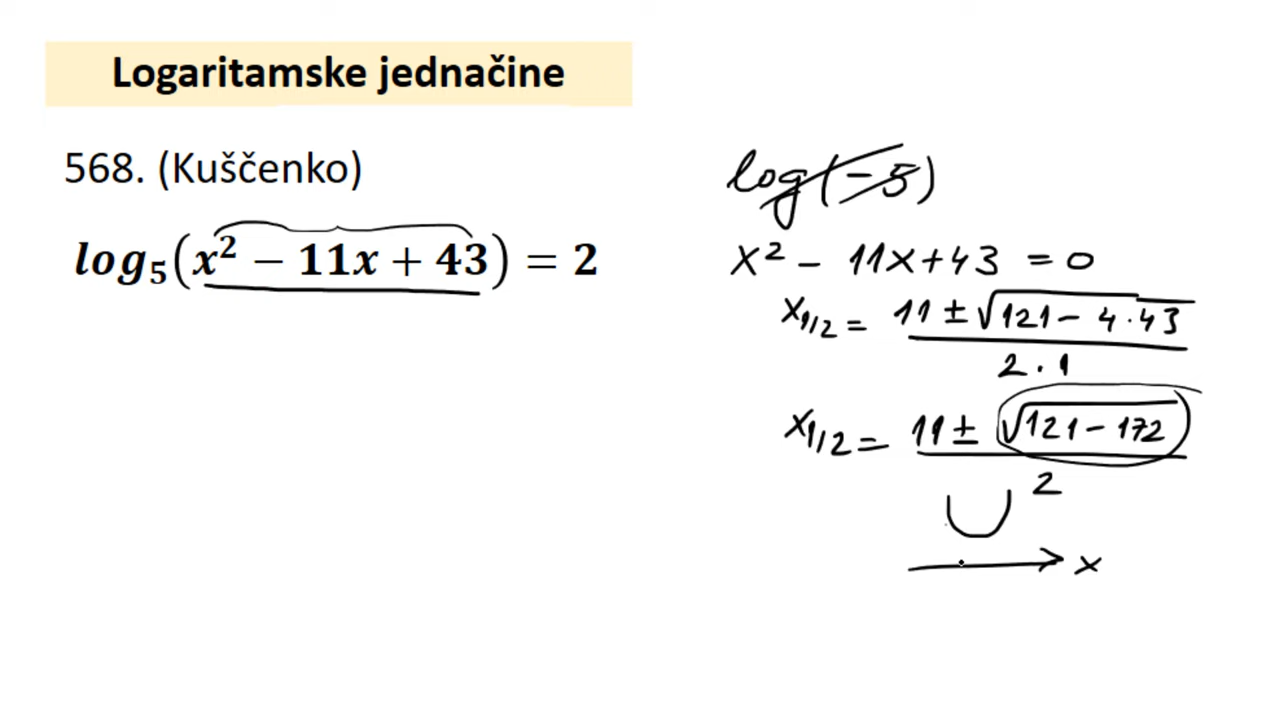 Logaritamske jednačine
568. (Kuščenko)
log₅(x² − 11x + 43) = 2
log(−5)
x² − 11x + 43 = 0
x₁/₂ = (11 ± √(121 − 4·43)) / (2·1)
x₁/₂ = (11 ± √(121 − 172)) / 2
x